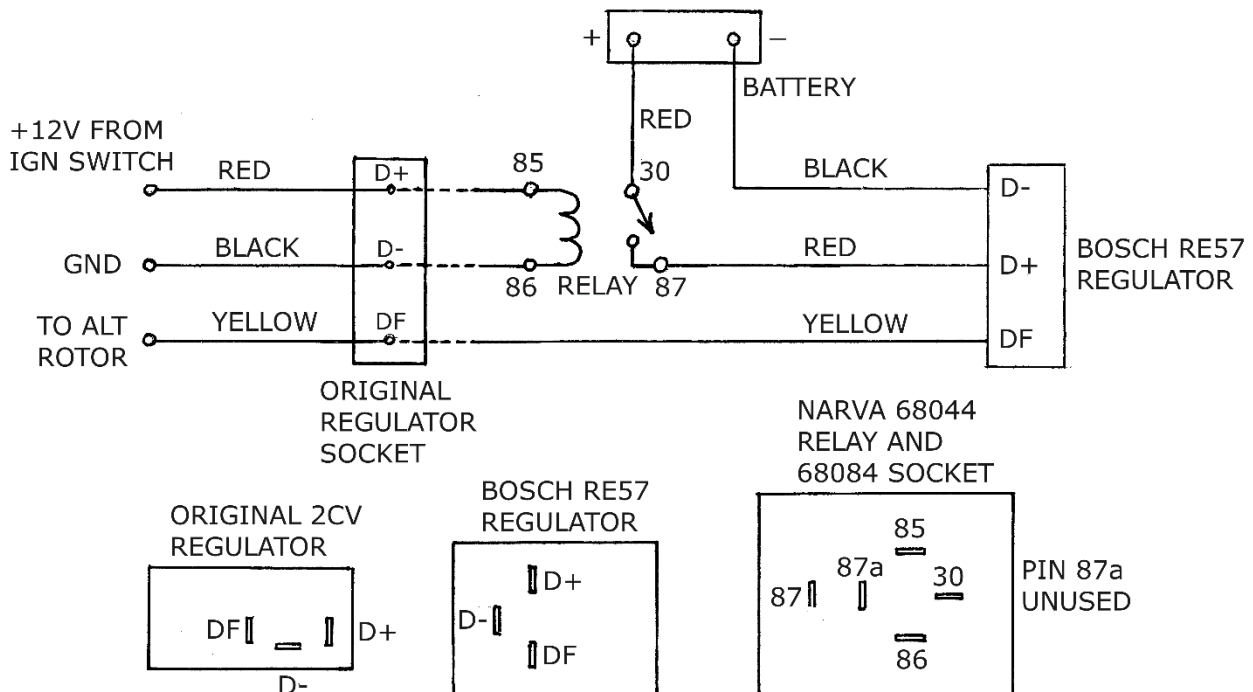 +
−
BATTERY
RED
+12V FROM
IGN SWITCH
RED
D+
85
30
BLACK
D-
GND
BLACK
D-
86
RELAY
87
RED
D+
BOSCH RE57
REGULATOR
TO ALT
ROTOR
YELLOW
DF
YELLOW
DF
ORIGINAL
REGULATOR
SOCKET
ORIGINAL 2CV
REGULATOR
DF
D+
D-
BOSCH RE57
REGULATOR
D+
D-
DF
NARVA 68044
RELAY AND
68084 SOCKET
85
87
87a
30
86
PIN 87a
UNUSED